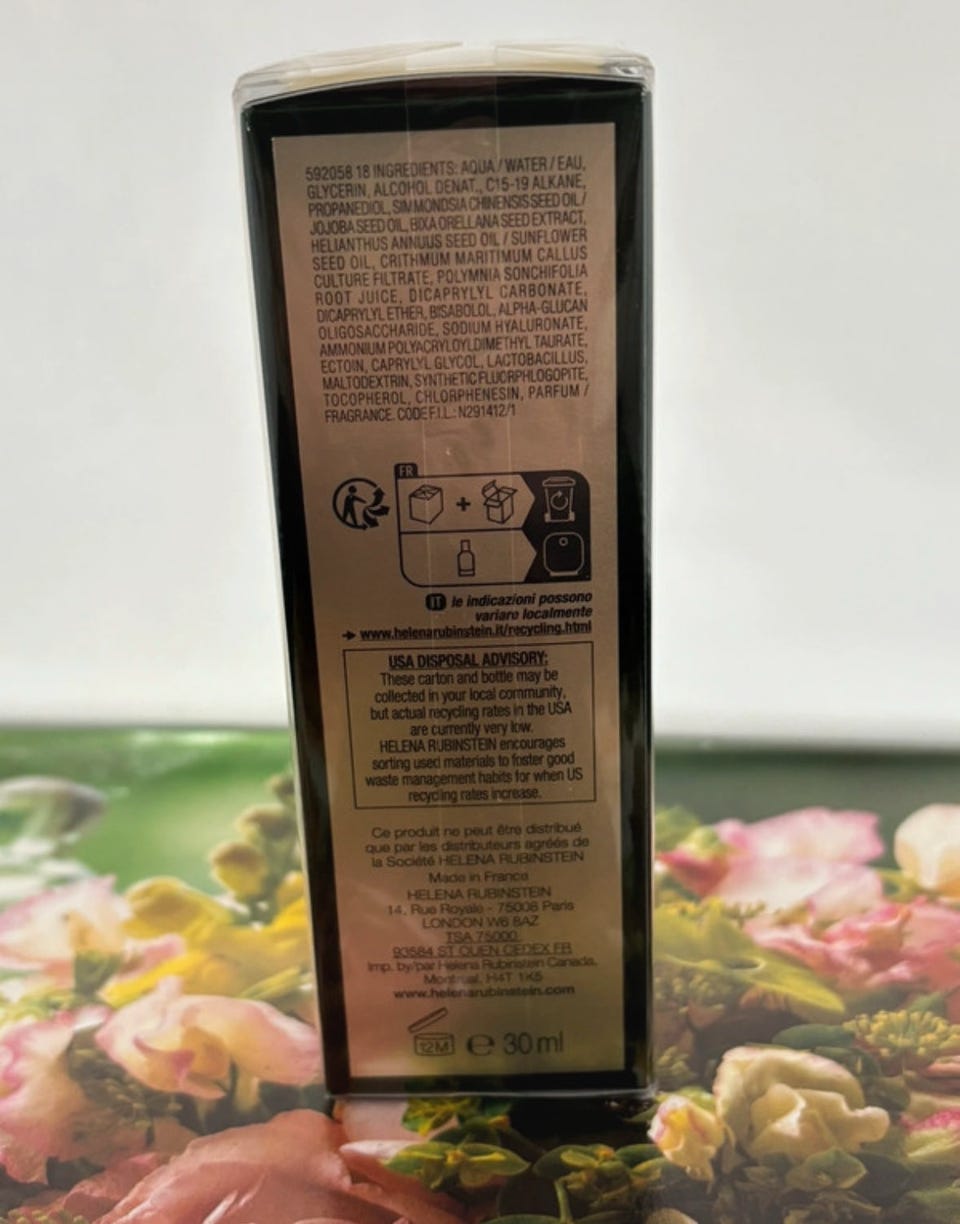 592058 18 INGREDIENTS: AQUA / WATER / EAU,
GLYCERIN, ALCOHOL DENAT., C15-19 ALKANE,
PROPANEDIOL, SIMMONDSIA CHINENSIS SEED OIL /
JOJOBA SEED OIL, BIXA ORELLANA SEED EXTRACT,
HELIANTHUS ANNUUS SEED OIL / SUNFLOWER
SEED OIL, CRITHMUM MARITIMUM CALLUS
CULTURE FILTRATE, POLYMNIA SONCHIFOLIA
ROOT JUICE, DICAPRYLYL CARBONATE,
DICAPRYLYL ETHER, BISABOLOL, ALPHA-GLUCAN
OLIGOSACCHARIDE, SODIUM HYALURONATE,
AMMONIUM POLYACRYLOYLDIMETHYL TAURATE,
ECTOIN, CAPRYLYL GLYCOL, LACTOBACILLUS,
MALTODEXTRIN, SYNTHETIC FLUORPHLOGOPITE,
TOCOPHEROL, CHLORPHENESIN, PARFUM /
FRAGRANCE. CODE F.I.L.: N291412/1
FR
+
IT le indicazioni possono
variare localmente
www.helenarubinstein.it/recycling.html
USA DISPOSAL ADVISORY:
These carton and bottle may be
collected in your local community,
but actual recycling rates in the USA
are currently very low.
HELENA RUBINSTEIN encourages
sorting used materials to foster good
waste management habits for when US
recycling rates increase.
Ce produit ne peut être distribué
que par les distributeurs agréés de
la Société HELENA RUBINSTEIN
Made in France
HELENA RUBINSTEIN
14, Rue Royale - 75008 Paris
LONDON W6 8AZ
TSA 75000
93584 ST OUEN CEDEX FR
Imp. by/par Helena Rubinstein Canada,
Montreal, H4T 1K5
www.helenarubinstein.com
12M e 30 ml